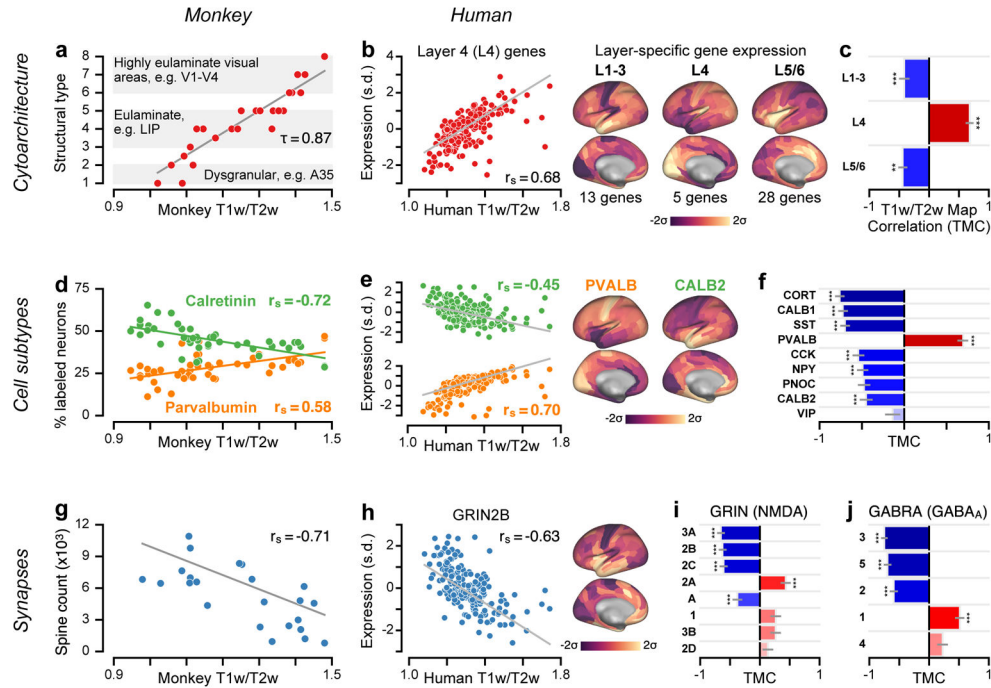 Monkey
Human
Cytoarchitecture
a
Structural type
8
7
6
5
4
3
2
1
Highly eulaminate visual
areas, e.g. V1-V4
Eulaminate,
e.g. LIP
τ = 0.87
Dysgranular, e.g. A35
0.9
1.5
Monkey T1w/T2w
b
Layer 4 (L4) genes
Expression (s.d.)
4
3
2
1
0
-1
-2
-3
rs = 0.68
1.0
1.8
Human T1w/T2w
Layer-specific gene expression
L1-3
L4
L5/6
13 genes
5 genes
28 genes
-2σ
2σ
c
L1-3
***
L4
***
L5/6
**
-1
1
T1w/T2w Map
Correlation (TMC)
Cell subtypes
d
% labeled neurons
75
50
25
0
Calretinin
rs = -0.72
Parvalbumin
rs = 0.58
0.9
1.5
Monkey T1w/T2w
e
Expression (s.d.)
rs = -0.45
rs = 0.70
1.0
1.8
Human T1w/T2w
PVALB
CALB2
-2σ
2σ
f
CORT
***
CALB1
***
SST
***
PVALB
***
CCK
***
NPY
***
PNOC
CALB2
***
VIP
-1
1
TMC
Synapses
g
Spine count (x10³)
12
9
6
3
0
rs = -0.71
0.9
1.5
Monkey T1w/T2w
h
GRIN2B
Expression (s.d.)
rs = -0.63
1.0
1.8
Human T1w/T2w
-2σ
2σ
i
GRIN (NMDA)
3A
***
2B
***
2C
***
2A
***
A
***
1
3B
2D
-1
1
TMC
j
GABRA (GABAA)
3
***
5
***
2
***
1
***
4
-1
1
TMC